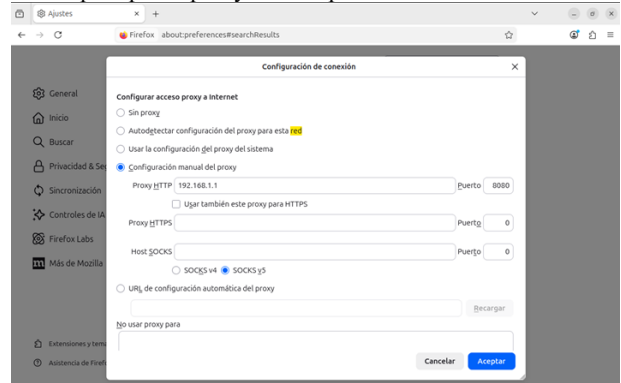 Ajustes
Firefox about:preferences#searchResults
Configuración de conexión
General
Inicio
Buscar
Privacidad & Se
Sincronización
Controles de IA
Firefox Labs
Más de Mozilla
Extensiones y tem
Asistencia de Firef
Configurar acceso proxy a Internet
Sin proxy
Autodetectar configuración del proxy para esta red
Usar la configuración del proxy del sistema
Configuración manual del proxy
Proxy HTTP 192.168.1.1 Puerto 8080
Usar también este proxy para HTTPS
Proxy HTTPS Puerto 0
Host SOCKS Puerto 0
SOCKS v4 SOCKS v5
URL de configuración automática del proxy
Recargar
No usar proxy para
Cancelar Aceptar